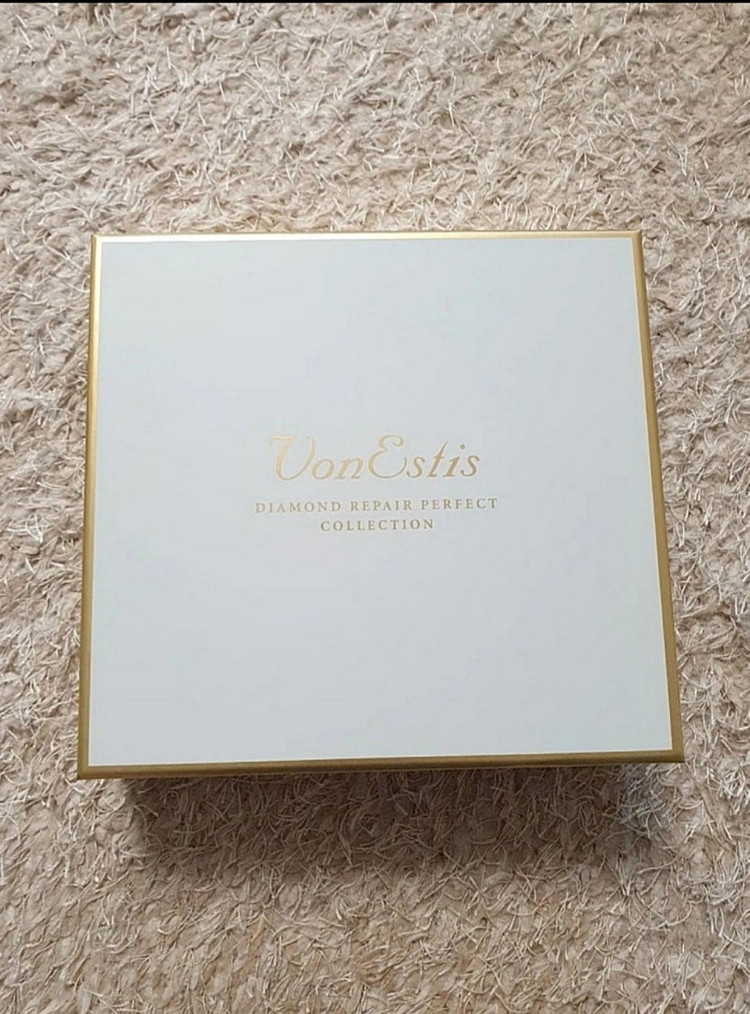 VonEstis
DIAMOND REPAIR PERFECT
COLLECTION